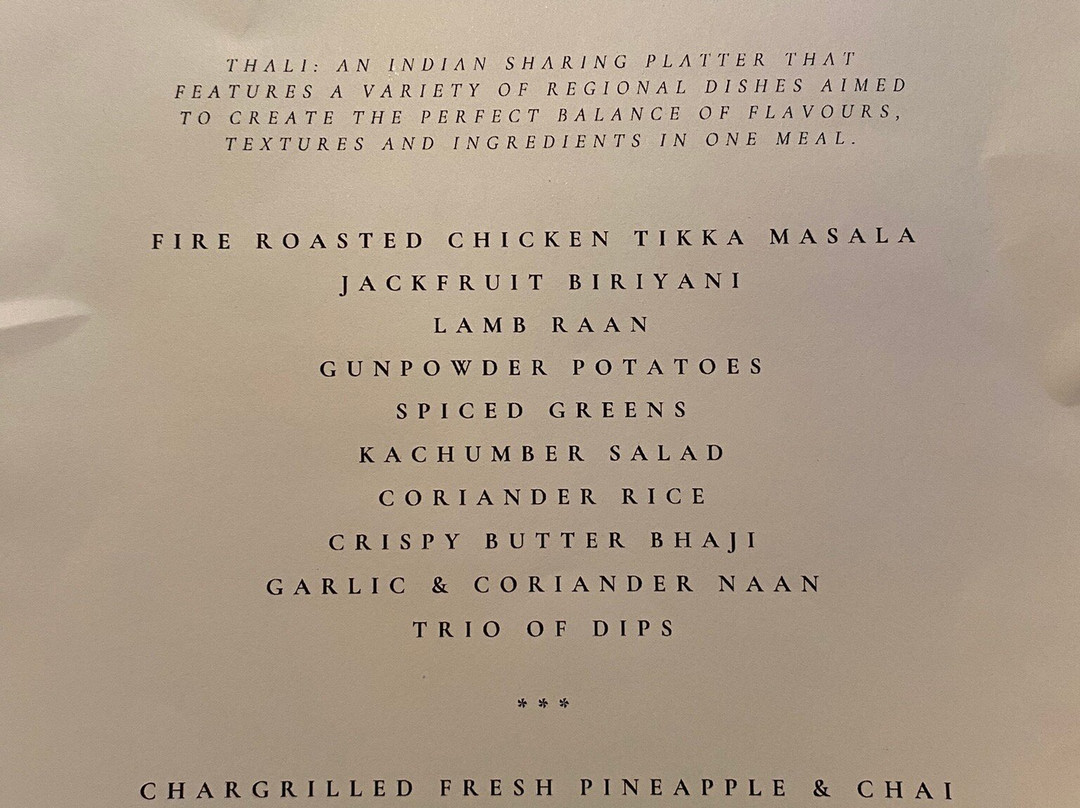 THALI: AN INDIAN SHARING PLATTER THAT
FEATURES A VARIETY OF REGIONAL DISHES AIMED
TO CREATE THE PERFECT BALANCE OF FLAVOURS,
TEXTURES AND INGREDIENTS IN ONE MEAL.
FIRE ROASTED CHICKEN TIKKA MASALA
JACKFRUIT BIRIYANI
LAMB RAAN
GUNPOWDER POTATOES
SPICED GREENS
KACHUMBER SALAD
CORIANDER RICE
CRISPY BUTTER BHAJI
GARLIC & CORIANDER NAAN
TRIO OF DIPS
***
CHARGRILLED FRESH PINEAPPLE & CHAI